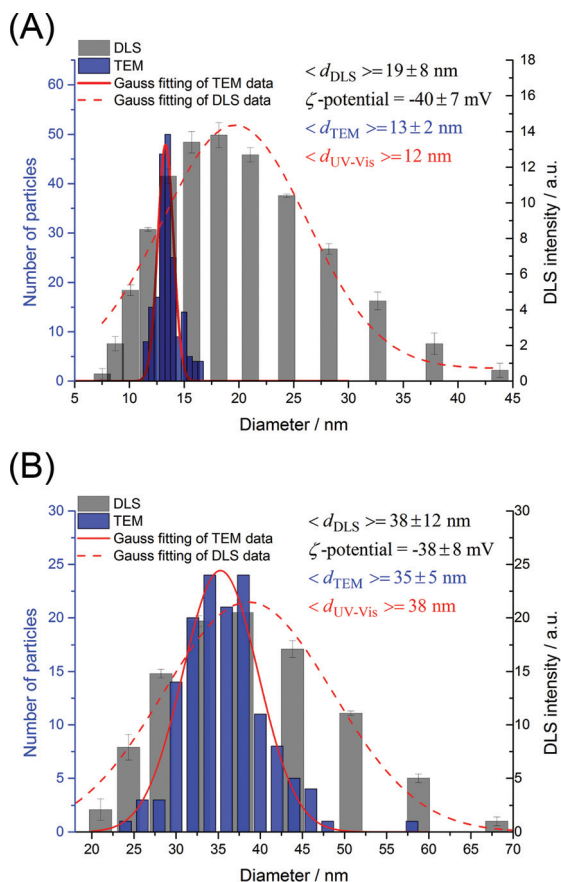 (A)
DLS
TEM
Gauss fitting of TEM data
Gauss fitting of DLS data
< d_DLS >= 19 ± 8 nm
ζ-potential = -40 ± 7 mV
< d_TEM >= 13 ± 2 nm
< d_UV-Vis >= 12 nm
Number of particles
60
50
40
30
20
10
0
18
16
14
12
10
8
6
4
2
0
DLS intensity / a.u.
5 10 15 20 25 30 35 40 45
Diameter / nm
(B)
DLS
TEM
Gauss fitting of TEM data
Gauss fitting of DLS data
< d_DLS >= 38 ± 12 nm
ζ-potential = -38 ± 8 mV
< d_TEM >= 35 ± 5 nm
< d_UV-Vis >= 38 nm
Number of particles
30
25
20
15
10
5
0
30
25
20
15
10
5
0
DLS intensity / a.u.
20 25 30 35 40 45 50 55 60 65 70
Diameter / nm